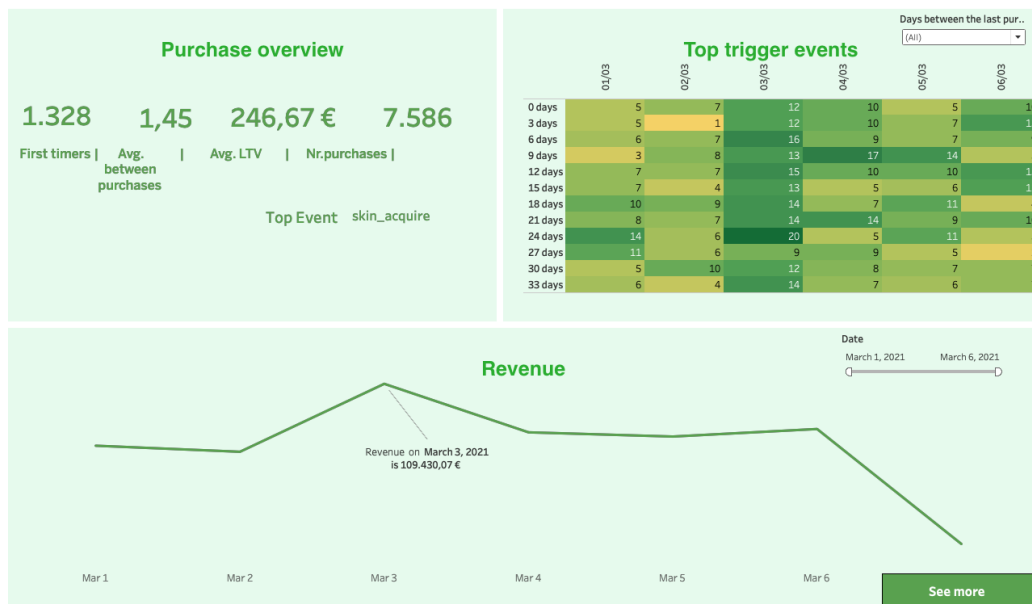 Purchase overview
1.328 1,45 246,67 € 7.586
First timers | Avg. between purchases | Avg. LTV | Nr.purchases |
Top Event skin_acquire
Days between the last pur..
(All)
Top trigger events
01/03 02/03 03/03 04/03 05/03 06/03
0 days 5 7 12 10 5
3 days 5 1 12 10 7
6 days 6 7 16 9 7
9 days 3 8 13 17 14
12 days 7 7 15 10 10
15 days 7 4 13 5 6
18 days 10 9 14 7 11
21 days 8 7 14 14 9
24 days 14 6 20 5 11
27 days 11 6 9 9 5
30 days 5 10 12 8 7
33 days 6 4 14 7 6
Date
March 1, 2021 March 6, 2021
Revenue
Revenue on March 3, 2021
is 109.430,07 €
Mar 1 Mar 2 Mar 3 Mar 4 Mar 5 Mar 6
See more